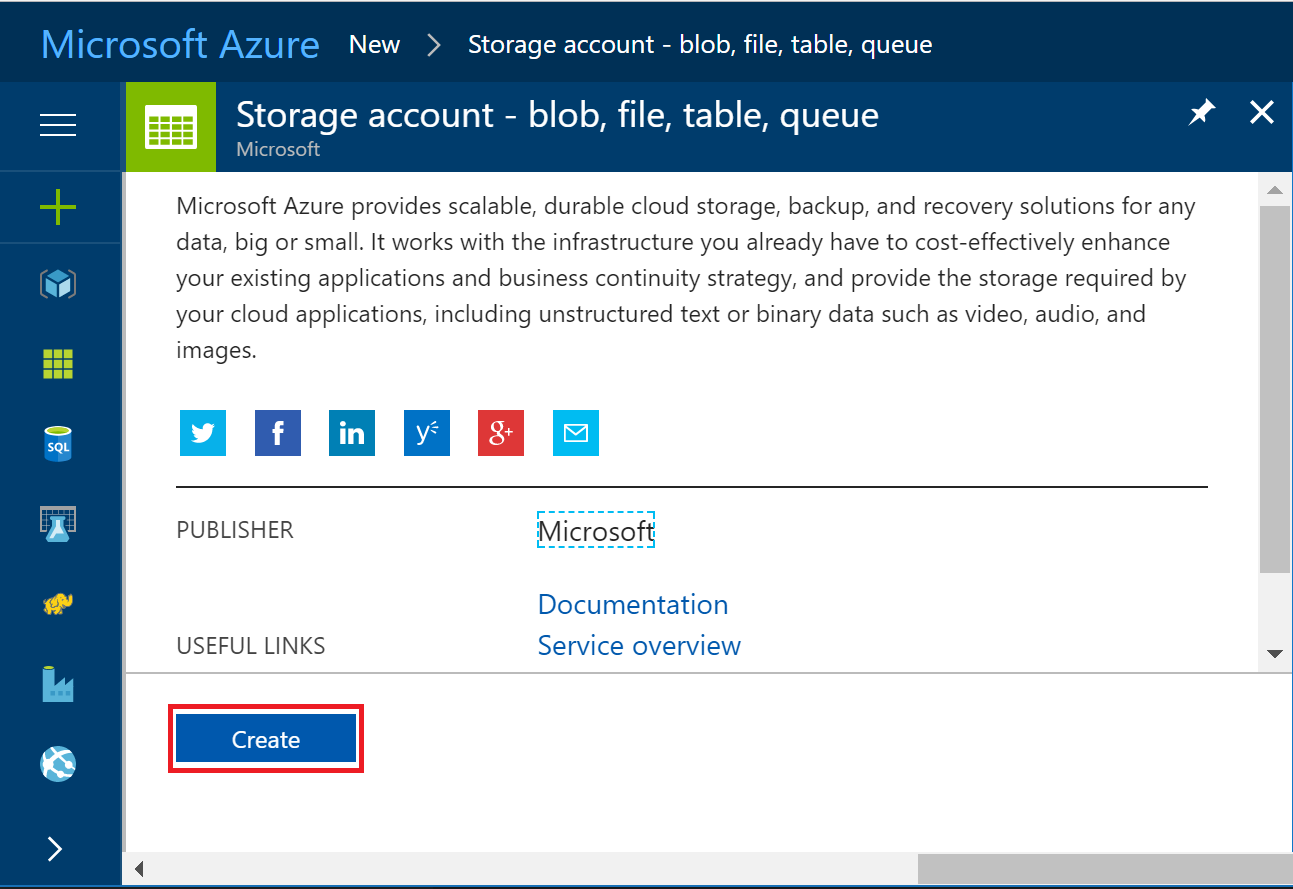 Microsoft Azure New > Storage account - blob, file, table, queue
Storage account - blob, file, table, queue
Microsoft
Microsoft Azure provides scalable, durable cloud storage, backup, and recovery solutions for any
data, big or small. It works with the infrastructure you already have to cost-effectively enhance
your existing applications and business continuity strategy, and provide the storage required by
your cloud applications, including unstructured text or binary data such as video, audio, and
images.
SQL
f in y g+
PUBLISHER Microsoft
Documentation
USEFUL LINKS Service overview
Create